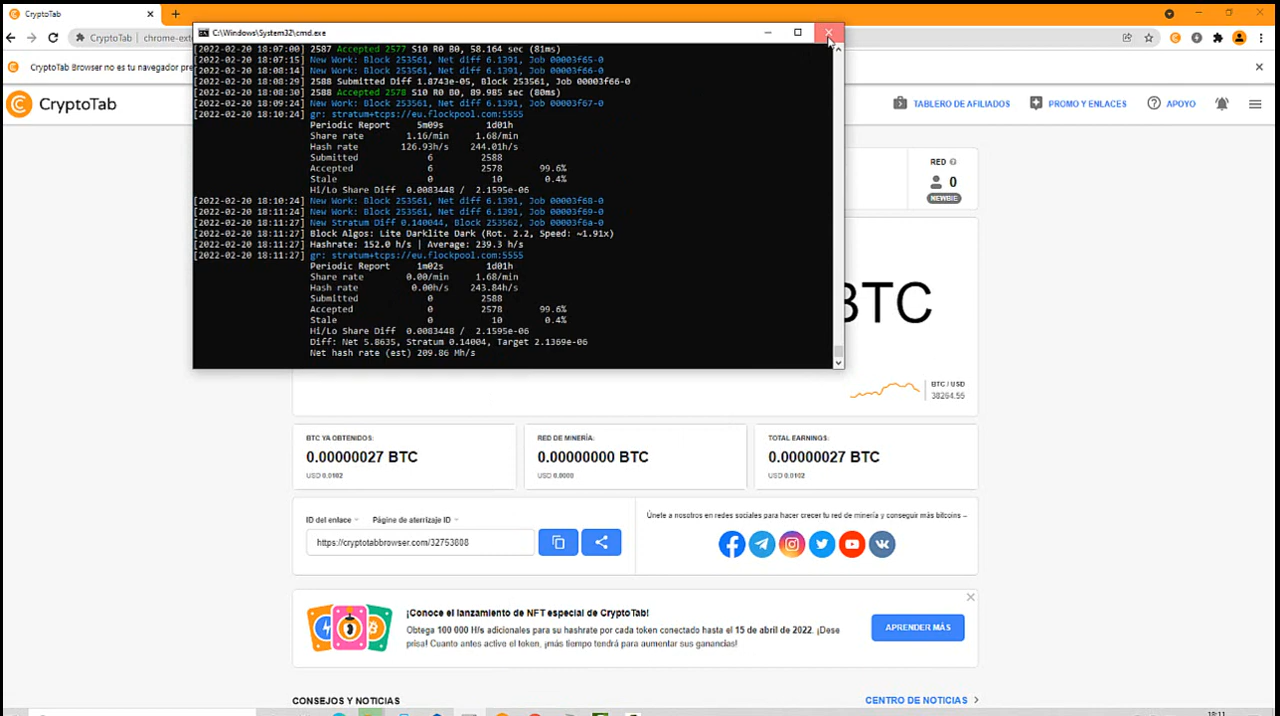 CryptoTab
C:\Windows\System32\cmd.exe
CryptoTab | chrome-ext
CryptoTab Browser no es tu navegador pre
CryptoTab
TABLERO DE AFILIADOS
PROMO Y ENLACES
APOYO
[2022-02-20 18:07:00] 2587 Accepted 2577 S10 R0 B0, 58.164 sec (81ms)
[2022-02-20 18:07:15] New Work: Block 253561, Net diff 6.1391, Job 00003f65-0
[2022-02-20 18:08:14] New Work: Block 253561, Net diff 6.1391, Job 00003f66-0
[2022-02-20 18:08:29] 2588 Submitted Diff 1.8743e-05, Block 253561, Job 00003f66-0
[2022-02-20 18:08:30] 2588 Accepted 2578 S10 R0 B0, 89.985 sec (80ms)
[2022-02-20 18:09:24] New Work: Block 253561, Net diff 6.1391, Job 00003f67-0
[2022-02-20 18:10:24] gr: stratum+tcps://eu.flockpool.com:5555
Periodic Report 5m09s 1d01h
Share rate 1.16/min 1.68/min
Hash rate 126.93h/s 244.01h/s
Submitted 6 2588
Accepted 6 2578 99.6%
Stale 0 10 0.4%
Hi/Lo Share Diff 0.0083448 / 2.1595e-06
[2022-02-20 18:10:24] New Work: Block 253561, Net diff 6.1391, Job 00003f68-0
[2022-02-20 18:11:24] New Work: Block 253561, Net diff 6.1391, Job 00003f69-0
[2022-02-20 18:11:27] New Stratum Diff 0.140044, Block 253562, Job 00003f6a-0
[2022-02-20 18:11:27] Block Algos: Lite Darklite Dark (Rot. 2.2, Speed: ~1.91x)
[2022-02-20 18:11:27] Hashrate: 152.0 h/s | Average: 239.3 h/s
[2022-02-20 18:11:27] gr: stratum+tcps://eu.flockpool.com:5555
Periodic Report 1m02s 1d01h
Share rate 0.00/min 1.68/min
Hash rate 0.00h/s 243.84h/s
Submitted 0 2588
Accepted 0 2578 99.6%
Stale 0 10 0.4%
Hi/Lo Share Diff 0.0083448 / 2.1595e-06
Diff: Net 5.8635, Stratum 0.14004, Target 2.1369e-06
Net hash rate (est) 209.86 Mh/s
RED
0
NEWBIE
BTC
BTC / USD
38264.55
BTC YA OBTENIDOS:
0.00000027 BTC
USD 0.0102
RED DE MINERÍA:
0.00000000 BTC
USD 0.0000
TOTAL EARNINGS:
0.00000027 BTC
USD 0.0102
ID del enlace
Página de aterrizaje ID
https://cryptotabbrowser.com/32753808
Únete a nosotros en redes sociales para hacer crecer tu red de minería y conseguir más bitcoins –
¡Conoce el lanzamiento de NFT especial de CryptoTab!
Obtega 100 000 H/s adicionales para su hashrate por cada token conectado hasta el 15 de abril de 2022. ¡Dese
prisa! Cuanto antes active el token, ¡más tiempo tendrá para aumentar sus ganancias!
APRENDER MÁS
CONSEJOS Y NOTICIAS
CENTRO DE NOTICIAS
18:11